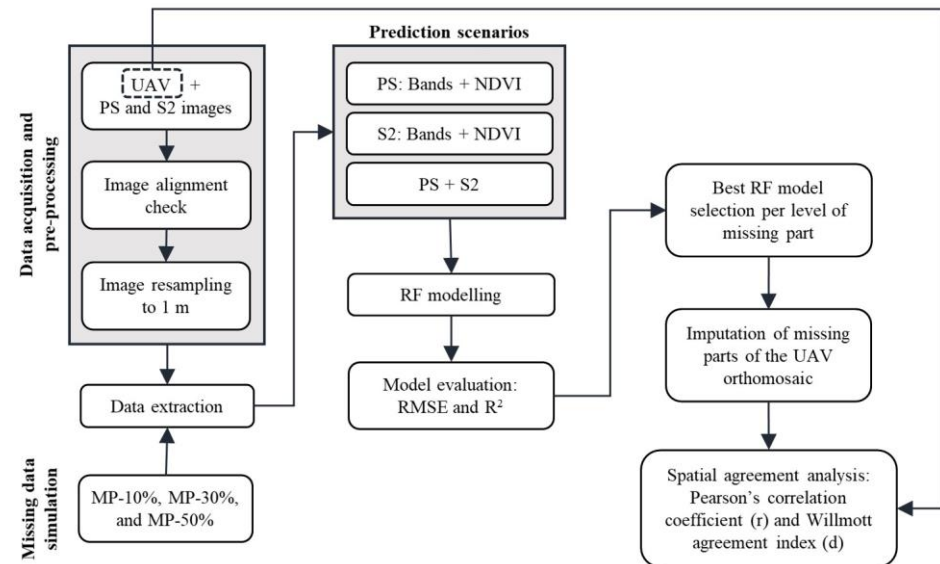 Data acquisition and
pre-processing
UAV +
PS and S2 images
Image alignment
check
Image resampling
to 1 m
Data extraction
Missing data
simulation
MP-10%, MP-30%,
and MP-50%
Prediction scenarios
PS: Bands + NDVI
S2: Bands + NDVI
PS + S2
RF modelling
Model evaluation:
RMSE and R²
Best RF model
selection per level of
missing part
Imputation of missing
parts of the UAV
orthomosaic
Spatial agreement analysis:
Pearson’s correlation
coefficient (r) and Willmott
agreement index (d)